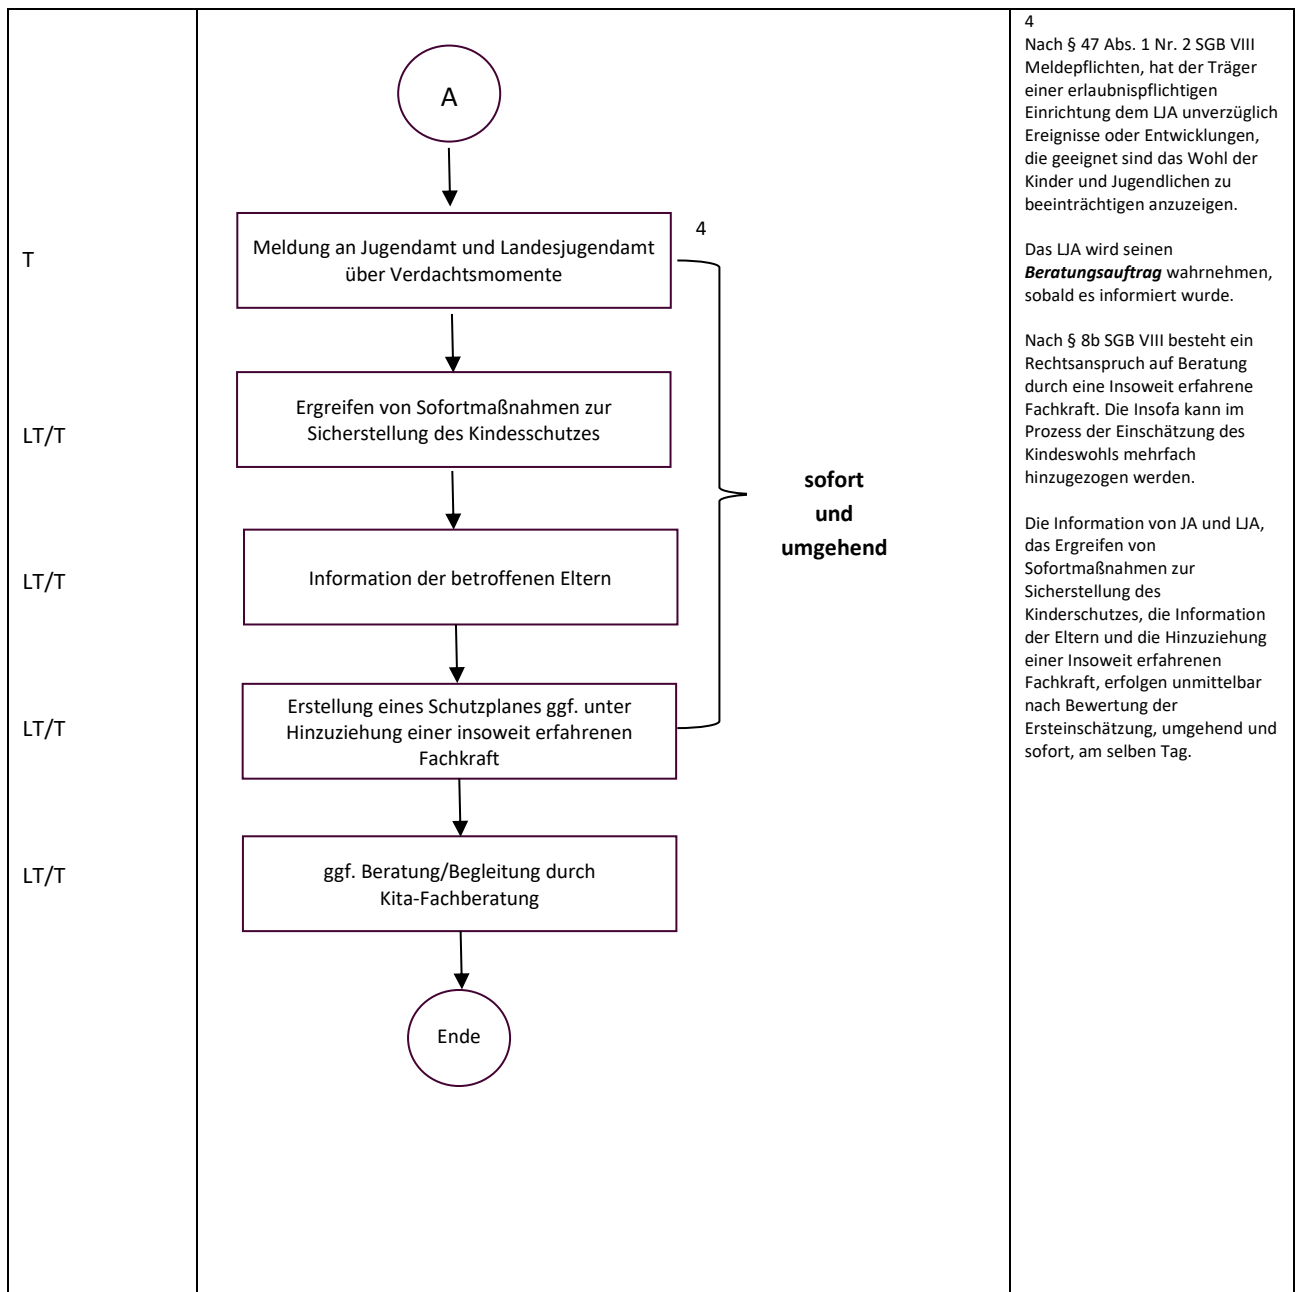 A
T
Meldung an Jugendamt und Landesjugendamt
über Verdachtsmomente
4
LT/T
Ergreifen von Sofortmaßnahmen zur
Sicherstellung des Kindesschutzes
LT/T
Information der betroffenen Eltern
LT/T
Erstellung eines Schutzplanes ggf. unter
Hinzuziehung einer insoweit erfahrenen
Fachkraft
sofort
und
umgehend
LT/T
ggf. Beratung/Begleitung durch
Kita-Fachberatung
Ende
4
Nach § 47 Abs. 1 Nr. 2 SGB VIII
Meldepflichten, hat der Träger
einer erlaubnispflichtigen
Einrichtung dem LJA unverzüglich
Ereignisse oder Entwicklungen,
die geeignet sind das Wohl der
Kinder und Jugendlichen zu
beeinträchtigen anzuzeigen.
Das LJA wird seinen
Beratungsauftrag wahrnehmen,
sobald es informiert wurde.
Nach § 8b SGB VIII besteht ein
Rechtsanspruch auf Beratung
durch eine Insoweit erfahrene
Fachkraft. Die Insofa kann im
Prozess der Einschätzung des
Kindeswohls mehrfach
hinzugezogen werden.
Die Information von JA und LJA,
das Ergreifen von
Sofortmaßnahmen zur
Sicherstellung des
Kinderschutzes, die Information
der Eltern und die Hinzuziehung
einer Insoweit erfahrenen
Fachkraft, erfolgen unmittelbar
nach Bewertung der
Ersteinschätzung, umgehend und
sofort, am selben Tag.